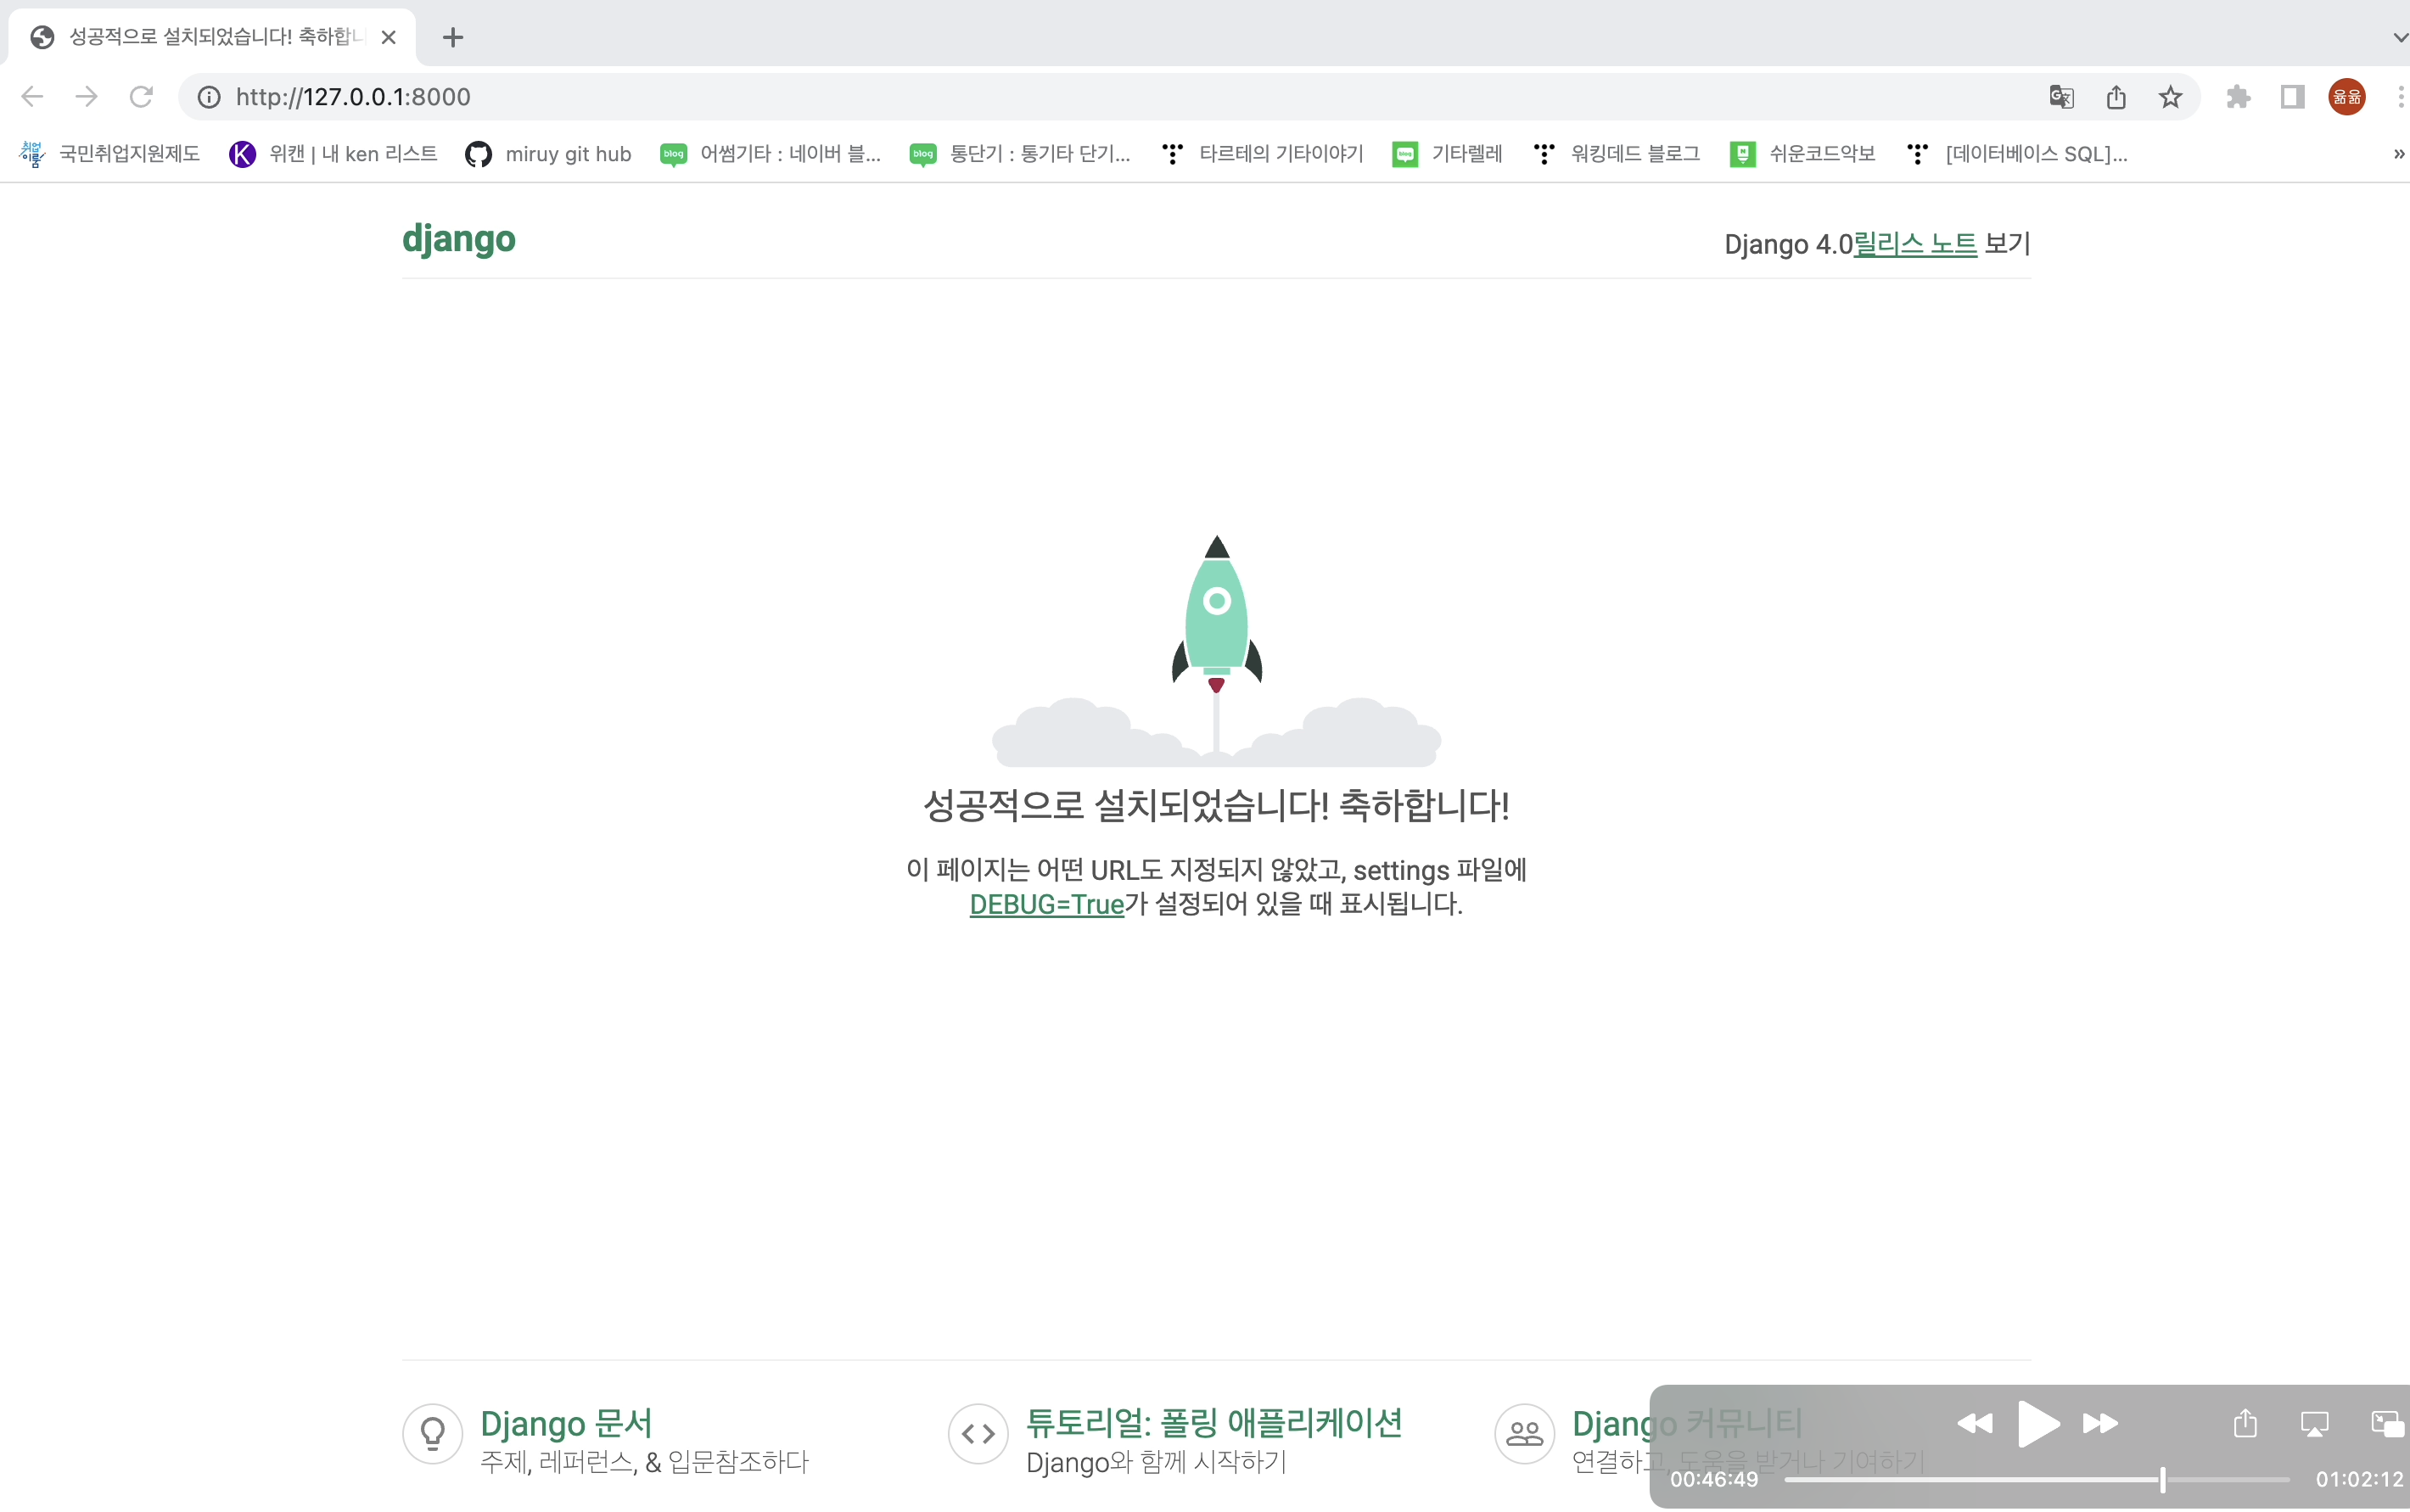 성공적으로 설치되었습니다! 축하합니
http://127.0.0.1:8000
윪윪
취업이룸 국민취업지원제도
K 위캔 | 내 ken 리스트
miruy git hub
blog 어썸기타 : 네이버 블...
blog 통단기 : 통기타 단기...
타르테의 기타이야기
blog 기타렐레
워킹데드 블로그
N 쉬운코드악보
[데이터베이스 SQL]...
»
django
Django 4.0릴리스 노트 보기
성공적으로 설치되었습니다! 축하합니다!
이 페이지는 어떤 URL도 지정되지 않았고, settings 파일에
DEBUG=True가 설정되어 있을 때 표시됩니다.
Django 문서
주제, 레퍼런스, & 입문참조하다
튜토리얼: 폴링 애플리케이션
Django와 함께 시작하기
Django 커뮤니티
연결하고, 도움을 받거나 기여하기
00:46:49
01:02:12